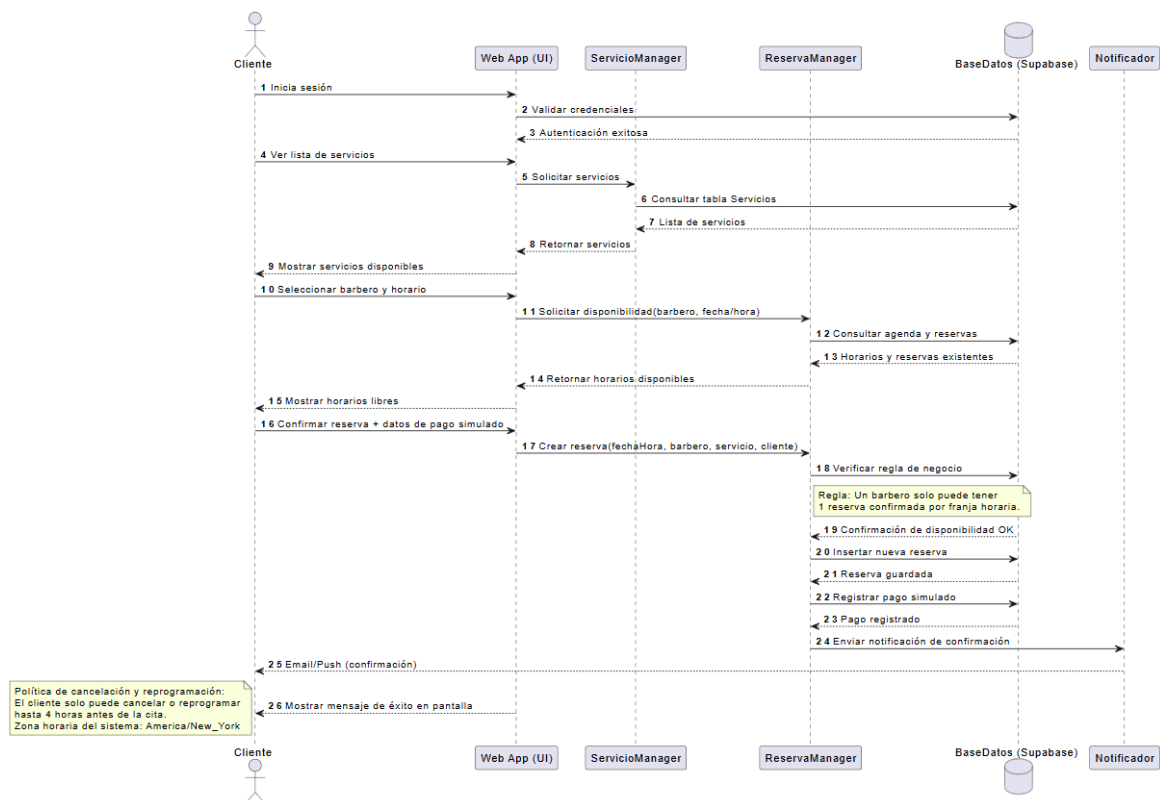 Cliente
Web App (UI)
ServicioManager
ReservaManager
BaseDatos (Supabase)
Notificador
1 Inicia sesión
2 Validar credenciales
3 Autenticación exitosa
4 Ver lista de servicios
5 Solicitar servicios
6 Consultar tabla Servicios
7 Lista de servicios
8 Retornar servicios
9 Mostrar servicios disponibles
10 Seleccionar barbero y horario
11 Solicitar disponibilidad(barbero, fecha/hora)
12 Consultar agenda y reservas
13 Horarios y reservas existentes
14 Retornar horarios disponibles
15 Mostrar horarios libres
16 Confirmar reserva + datos de pago simulado
17 Crear reserva(fechaHora, barbero, servicio, cliente)
18 Verificar regla de negocio
Regla: Un barbero solo puede tener
1 reserva confirmada por franja horaria.
19 Confirmación de disponibilidad OK
20 Insertar nueva reserva
21 Reserva guardada
22 Registrar pago simulado
23 Pago registrado
24 Enviar notificación de confirmación
25 Email/Push (confirmación)
Política de cancelación y reprogramación:
El cliente solo puede cancelar o reprogramar
hasta 4 horas antes de la cita.
Zona horaria del sistema: America/New_York
26 Mostrar mensaje de éxito en pantalla
Cliente
Web App (UI)
ServicioManager
ReservaManager
BaseDatos (Supabase)
Notificador